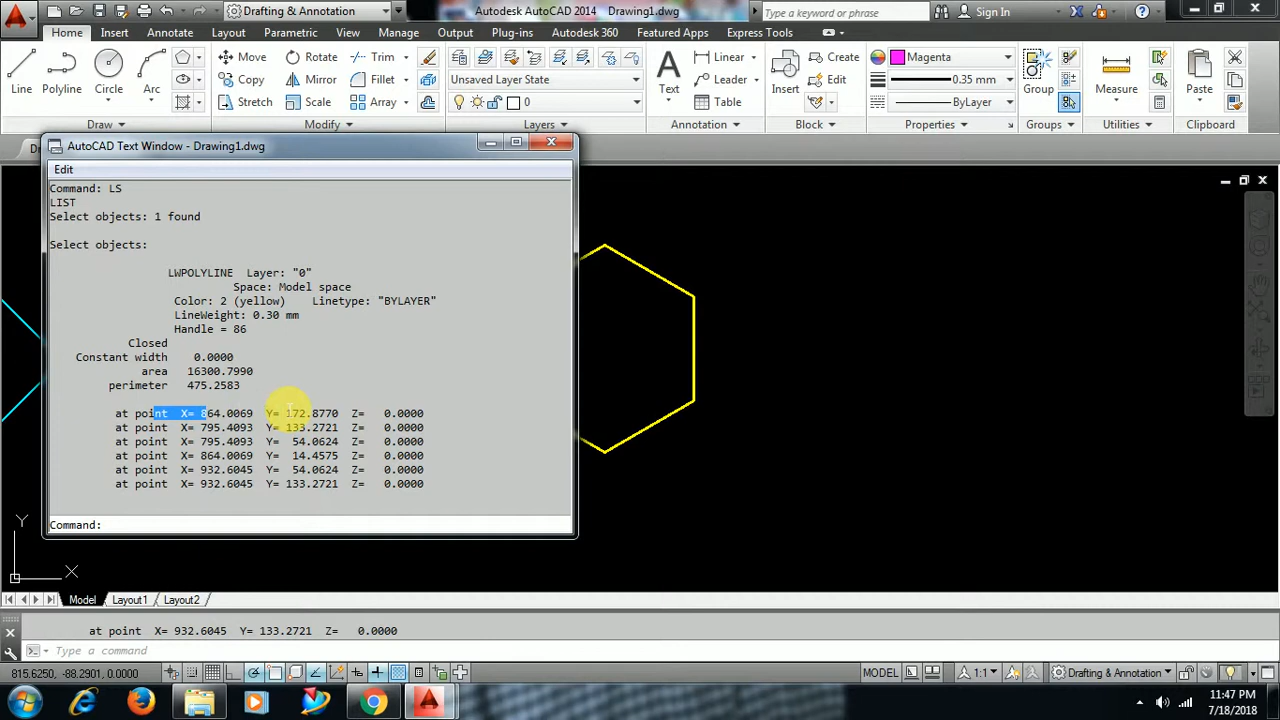 Drafting & Annotation
Autodesk AutoCAD 2014 Drawing1.dwg
Type a keyword or phrase
Sign In
Home Insert Annotate Layout Parametric View Manage Output Plug-ins Autodesk 360 Featured Apps Express Tools
Line Polyline Circle Arc
Move Rotate Trim
Copy Mirror Fillet
Stretch Scale Array
Unsaved Layer State
0
Text
Linear
Leader
Table
Insert
Create
Edit
Magenta
0.35 mm
ByLayer
Group
Measure
Paste
Draw Modify Layers Annotation Block Properties Groups Utilities Clipboard
AutoCAD Text Window - Drawing1.dwg
Edit
Command: LS
LIST
Select objects: 1 found
Select objects:
LWPOLYLINE Layer: "0"
Space: Model space
Color: 2 (yellow) Linetype: "BYLAYER"
LineWeight: 0.30 mm
Handle = 86
Closed
Constant width 0.0000
area 16300.7990
perimeter 475.2583
at point X= 864.0069 Y= 172.8770 Z= 0.0000
at point X= 795.4093 Y= 133.2721 Z= 0.0000
at point X= 795.4093 Y= 54.0624 Z= 0.0000
at point X= 864.0069 Y= 14.4575 Z= 0.0000
at point X= 932.6045 Y= 54.0624 Z= 0.0000
at point X= 932.6045 Y= 133.2721 Z= 0.0000
Command:
Y
X
Model Layout1 Layout2
at point X= 932.6045 Y= 133.2721 Z= 0.0000
Type a command
815.6250, -88.2901, 0.0000
MODEL
1:1
Drafting & Annotation
11:47 PM
7/18/2018